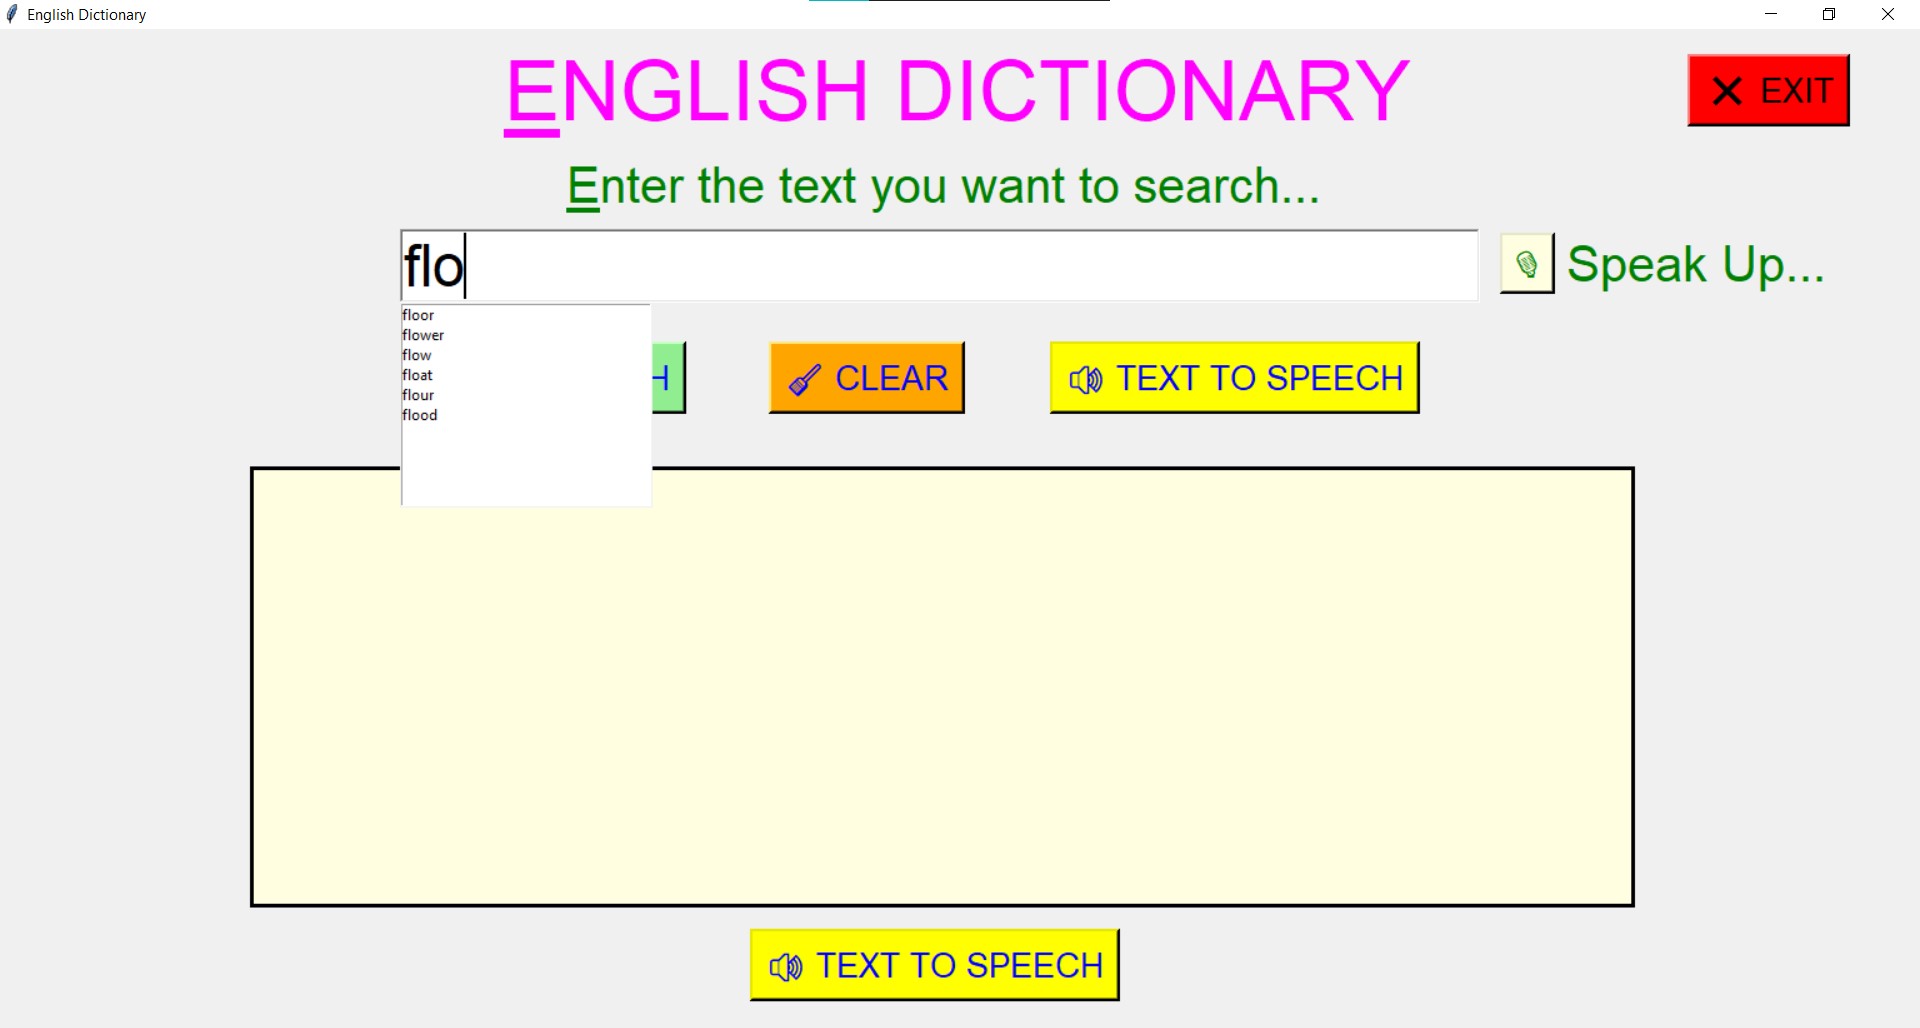 English Dictionary
ENGLISH DICTIONARY
EXIT
Enter the text you want to search...
flo
Speak Up...
floor
flower
flow
float
flour
flood
H
CLEAR
TEXT TO SPEECH
TEXT TO SPEECH